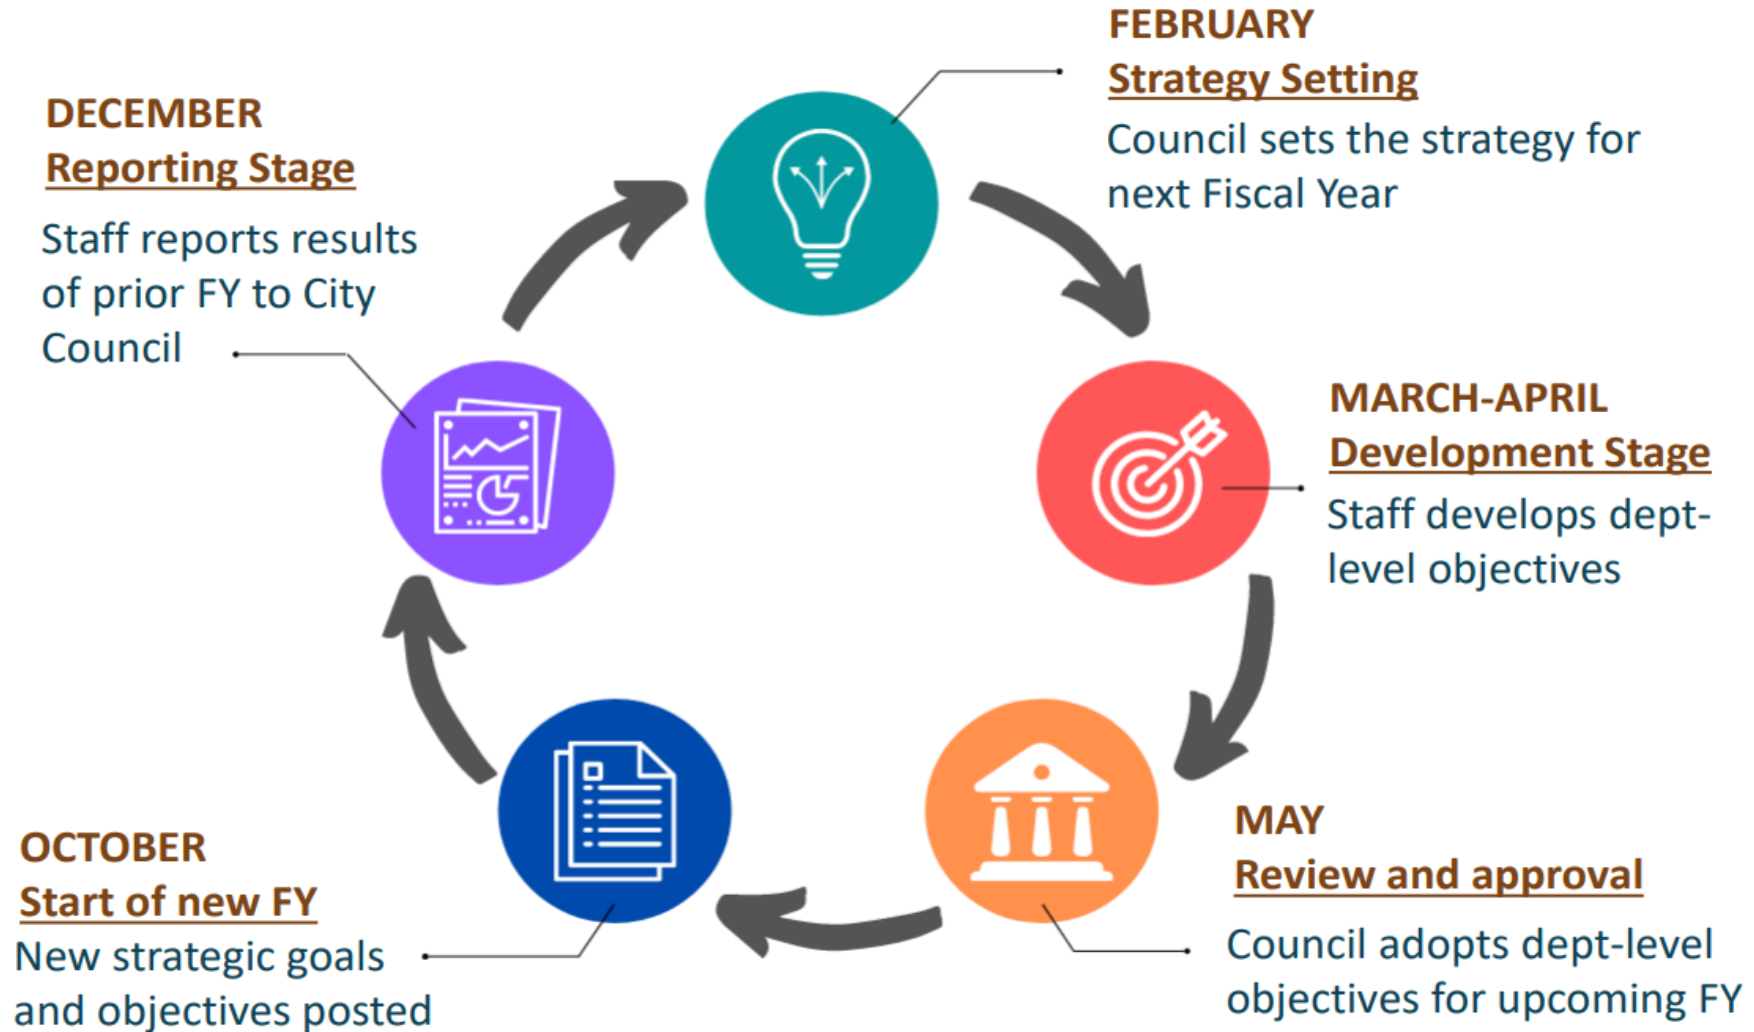 FEBRUARY
Strategy Setting
Council sets the strategy for
next Fiscal Year
MARCH-APRIL
Development Stage
Staff develops dept-
level objectives
MAY
Review and approval
Council adopts dept-level
objectives for upcoming FY
OCTOBER
Start of new FY
New strategic goals
and objectives posted
DECEMBER
Reporting Stage
Staff reports results
of prior FY to City
Council